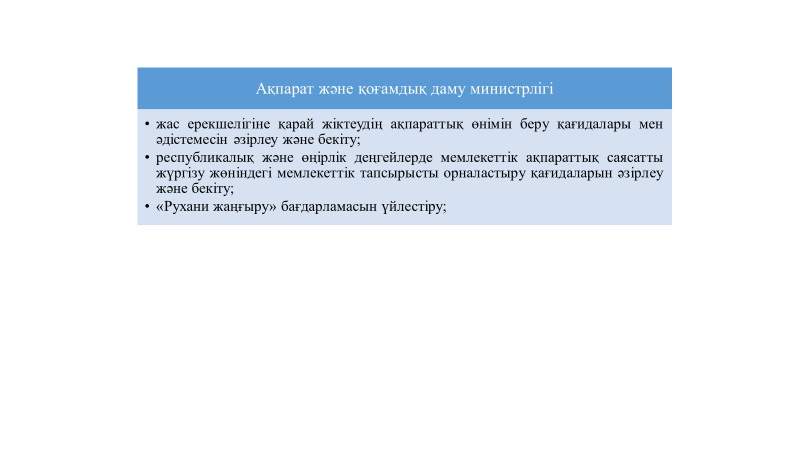 Ақпарат және қоғамдық даму министрлігі
• жас ерекшелігіне қарай жіктеудің ақпараттық өнімін беру қағидалары мен
әдістемесін әзірлеу және бекіту;
• республикалық және өңірлік деңгейлерде мемлекеттік ақпараттық саясатты
жүргізу жөніндегі мемлекеттік тапсырысты орналастыру қағидаларын әзірлеу
және бекіту;
• «Рухани жаңғыру» бағдарламасын үйлестіру;